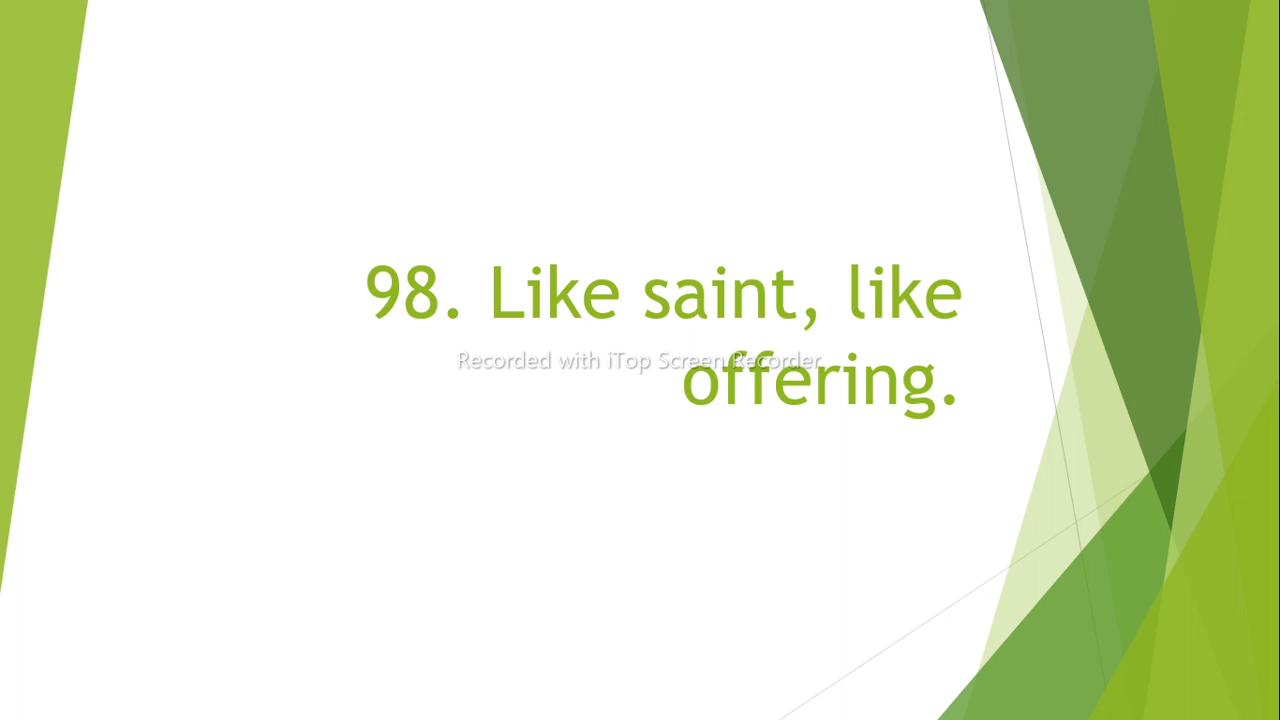 98. Like saint, like
Recorded with iTop Screen Recorder
offering.